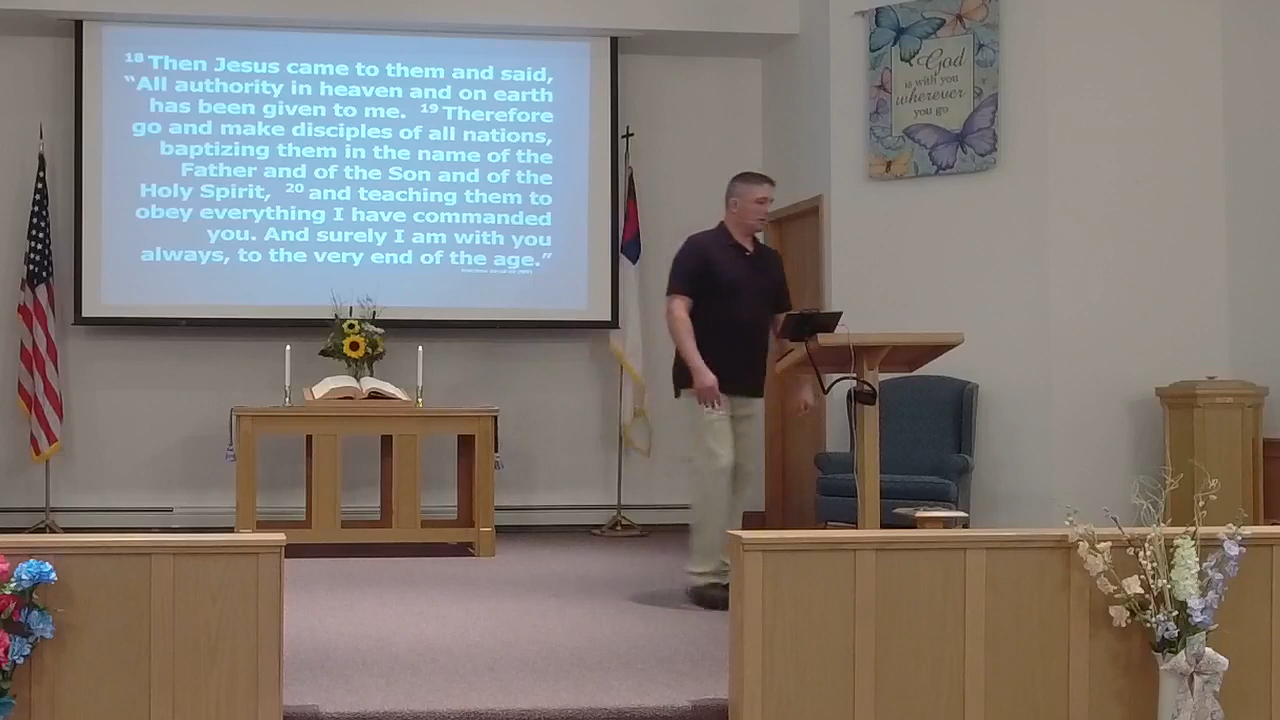 18 Then Jesus came to them and said,
“All authority in heaven and on earth
has been given to me. 19 Therefore
go and make disciples of all nations,
baptizing them in the name of the
Father and of the Son and of the
Holy Spirit, 20 and teaching them to
obey everything I have commanded
you. And surely I am with you
always, to the very end of the age.”
God
is with you
wherever
you go